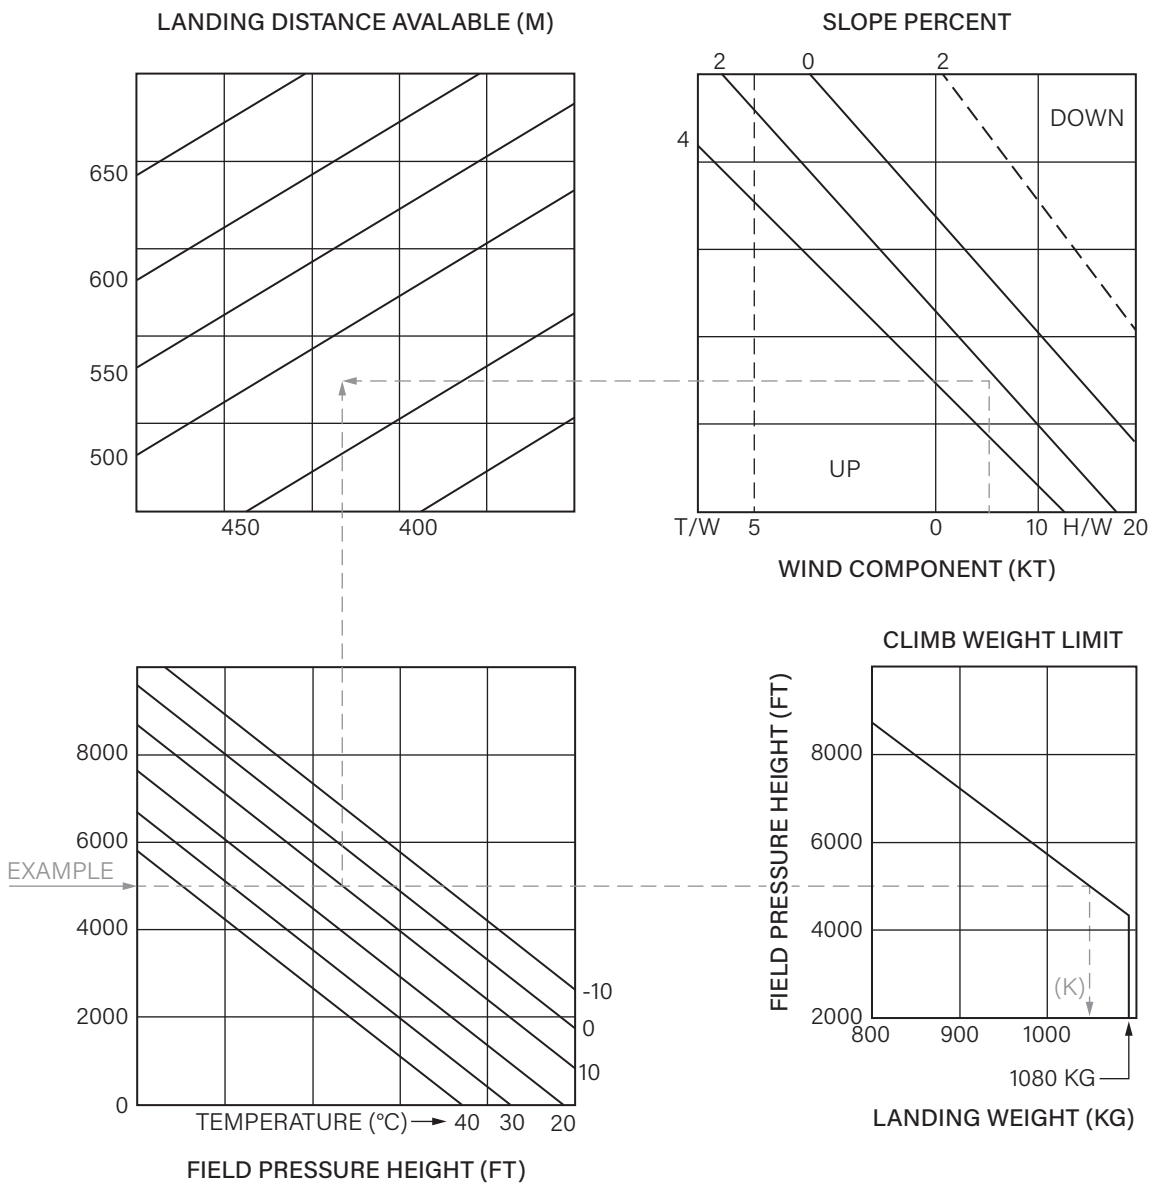 LANDING DISTANCE AVALABLE (M)
650
600
550
500
450 400
SLOPE PERCENT
2 0 2
4
DOWN
UP
T/W 5 0 10 H/W 20
WIND COMPONENT (KT)
8000
6000
EXAMPLE
4000
2000
0
-10
0
10
TEMPERATURE (°C) 40 30 20
FIELD PRESSURE HEIGHT (FT)
CLIMB WEIGHT LIMIT
FIELD PRESSURE HEIGHT (FT)
8000
6000
4000
(K)
2000
800 900 1000
1080 KG
LANDING WEIGHT (KG)